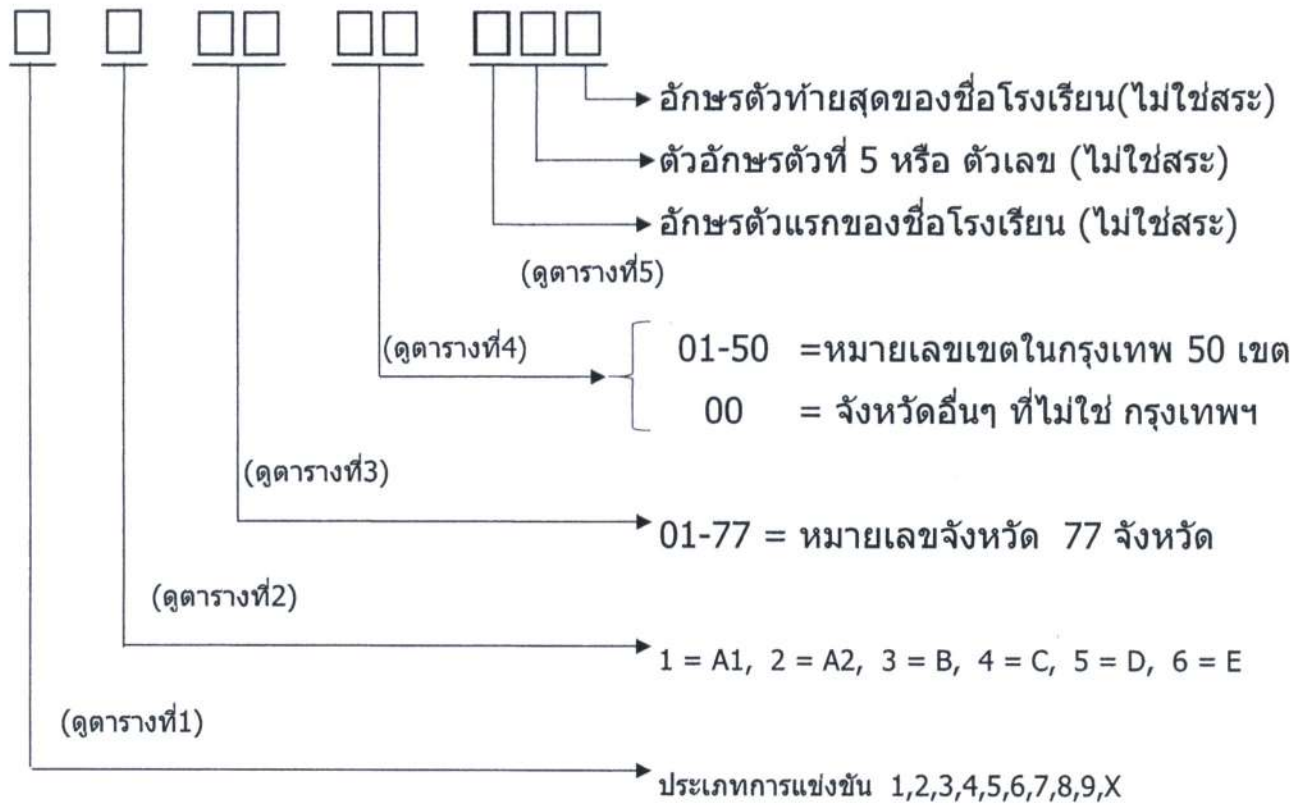 อักษรตัวท้ายสุดของชื่อโรงเรียน(ไม่ใช่สระ)
ตัวอักษรตัวที่ 5 หรือ ตัวเลข (ไม่ใช่สระ)
อักษรตัวแรกของชื่อโรงเรียน (ไม่ใช่สระ)
(ดูตารางที่5)
(ดูตารางที่4)
01-50 =หมายเลขเขตในกรุงเทพ 50 เขต
00 = จังหวัดอื่นๆ ที่ไม่ใช่ กรุงเทพฯ
(ดูตารางที่3)
01-77 = หมายเลขจังหวัด 77 จังหวัด
(ดูตารางที่2)
1 = A1, 2 = A2, 3 = B, 4 = C, 5 = D, 6 = E
(ดูตารางที่1)
ประเภทการแข่งขัน 1,2,3,4,5,6,7,8,9,X